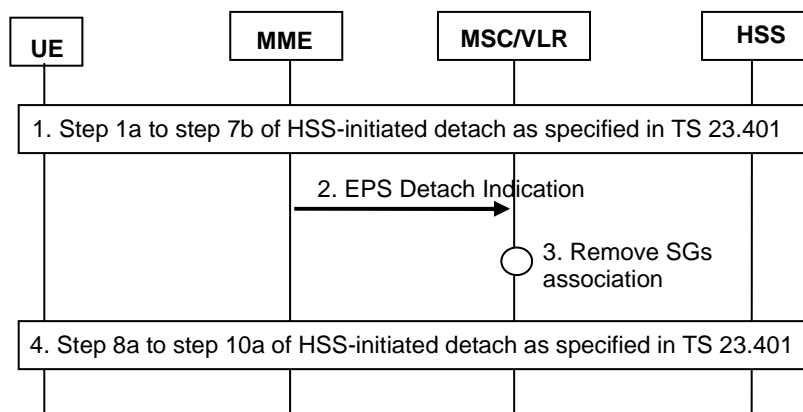 UE
MME
MSC/VLR
HSS
1. Step 1a to step 7b of HSS-initiated detach as specified in TS 23.401
2. EPS Detach Indication
3. Remove SGs
association
4. Step 8a to step 10a of HSS-initiated detach as specified in TS 23.401